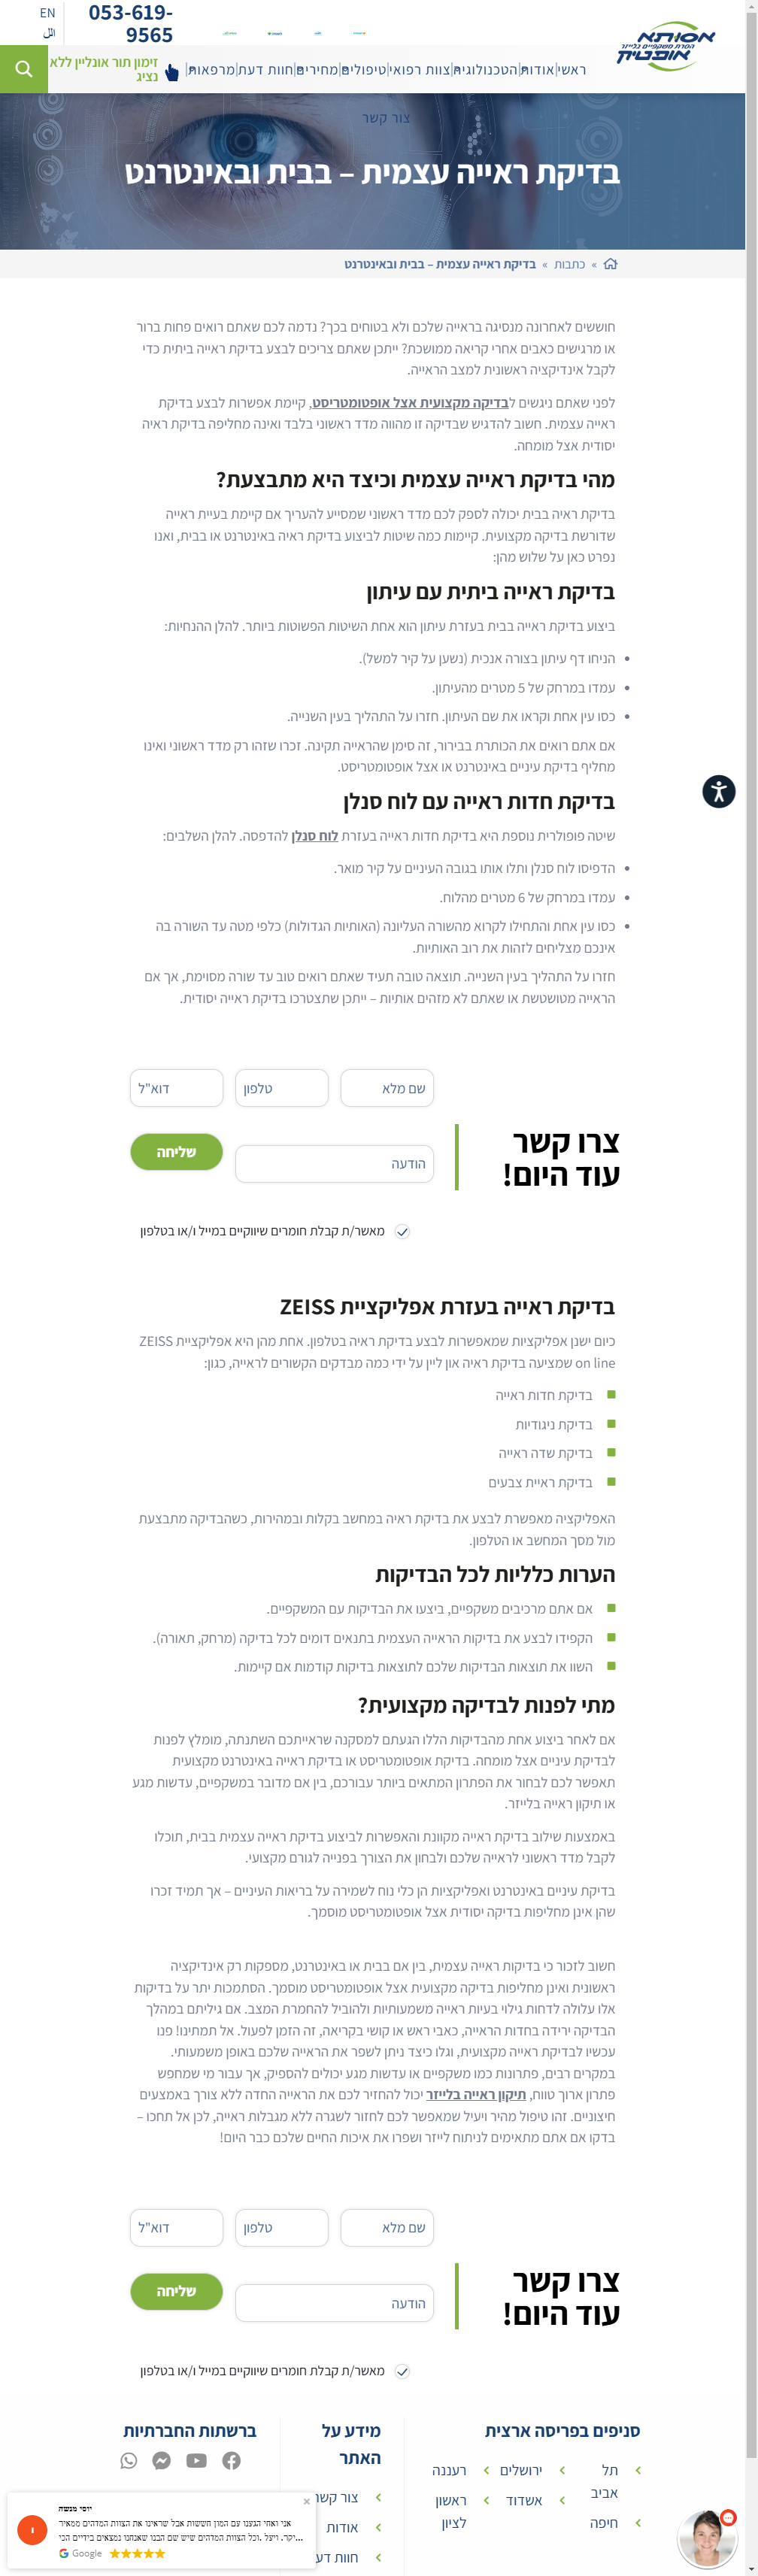 EN
053-619-9565
אסותא אופטיק
הסרת משקפיים בלייזר
ראשי
אודות
הטכנולוגיה
צוות רפואי
טיפולים
מחירים
חוות דעת
מרפאות
זימון תור אונליין ללא
נציג
צור קשר
בדיקת ראייה עצמית – בבית ובאינטרנט
» כתבות » בדיקת ראייה עצמית – בבית ובאינטרנט
חוששים לאחרונה מנסיגה בראייה שלכם ולא בטוחים בכך? נדמה לכם שאתם רואים פחות ברור
או מרגישים כאבים אחרי קריאה ממושכת? ייתכן שאתם צריכים לבצע בדיקת ראייה ביתית כדי
לקבל אינדיקציה ראשונית למצב הראייה.
לפני שאתם ניגשים לבדיקה מקצועית אצל אופטומטריסט, קיימת אפשרות לבצע בדיקת
ראייה עצמית. חשוב להדגיש שבדיקה זו מהווה מדד ראשוני בלבד ואינה מחליפה בדיקת ראיה
יסודית אצל מומחה.
מהי בדיקת ראייה עצמית וכיצד היא מתבצעת?
בדיקת ראיה בבית יכולה לספק לכם מדד ראשוני שמסייע להעריך אם קיימת בעיית ראייה
שדורשת בדיקה מקצועית. קיימות כמה שיטות לביצוע בדיקת ראיה באינטרנט או בבית, ואנו
נפרט כאן על שלוש מהן:
בדיקת ראייה ביתית עם עיתון
ביצוע בדיקת ראייה בבית בעזרת עיתון הוא אחת השיטות הפשוטות ביותר. להלן ההנחיות:
• הניחו דף עיתון בצורה אנכית (נשען על קיר למשל).
• עמדו במרחק של 5 מטרים מהעיתון.
• כסו עין אחת וקראו את שם העיתון. חזרו על התהליך בעין השנייה.
אם אתם רואים את הכותרת בבירור, זה סימן שהראייה תקינה. זכרו שזהו רק מדד ראשוני ואינו
מחליף בדיקת עיניים באינטרנט או אצל אופטומטריסט.
בדיקת חדות ראייה עם לוח סנלן
שיטה פופולרית נוספת היא בדיקת חדות ראייה בעזרת לוח סנלן להדפסה. להלן השלבים:
• הדפיסו לוח סנלן ותלו אותו בגובה העיניים על קיר מואר.
• עמדו במרחק של 6 מטרים מהלוח.
• כסו עין אחת והתחילו לקרוא מהשורה העליונה (האותיות הגדולות) כלפי מטה עד השורה בה
אינכם מצליחים לזהות את רוב האותיות.
חזרו על התהליך בעין השנייה. תוצאה טובה תעיד שאתם רואים טוב עד שורה מסוימת, אך אם
הראייה מטושטשת או שאתם לא מזהים אותיות – ייתכן שתצטרכו בדיקת ראייה יסודית.
צרו קשר
עוד היום!
שם מלא
טלפון
דוא"ל
הודעה
שליחה
מאשר/ת קבלת חומרים שיווקיים במייל ו/או בטלפון
בדיקת ראייה בעזרת אפליקציית ZEISS
כיום ישנן אפליקציות שמאפשרות לבצע בדיקת ראיה בטלפון. אחת מהן היא אפליקציית ZEISS
on line שמציעה בדיקת ראיה און ליין על ידי כמה מבדקים הקשורים לראייה, כגון:
בדיקת חדות ראייה
בדיקת ניגודיות
בדיקת שדה ראייה
בדיקת ראיית צבעים
האפליקציה מאפשרת לבצע את בדיקת ראיה במחשב בקלות ובמהירות, כשהבדיקה מתבצעת
מול מסך המחשב או הטלפון.
הערות כלליות לכל הבדיקות
אם אתם מרכיבים משקפיים, ביצעו את הבדיקות עם המשקפיים.
הקפידו לבצע את בדיקות הראייה העצמית בתנאים דומים לכל בדיקה (מרחק, תאורה).
השוו את תוצאות הבדיקות שלכם לתוצאות בדיקות קודמות אם קיימות.
מתי לפנות לבדיקה מקצועית?
אם לאחר ביצוע אחת מהבדיקות הללו הגעתם למסקנה שראייתכם השתנתה, מומלץ לפנות
לבדיקת עיניים אצל מומחה. בדיקת אופטומטריסט או בדיקת ראייה באינטרנט מקצועית
תאפשר לכם לבחור את הפתרון המתאים ביותר עבורכם, בין אם מדובר במשקפיים, עדשות מגע
או תיקון ראייה בלייזר.
באמצעות שילוב בדיקת ראייה מקוונת והאפשרות לביצוע בדיקת ראייה עצמית בבית, תוכלו
לקבל מדד ראשוני לראייה שלכם ולבחון את הצורך בפנייה לגורם מקצועי.
בדיקת עיניים באינטרנט ואפליקציות הן כלי נוח לשמירה על בריאות העיניים – אך תמיד זכרו
שהן אינן מחליפות בדיקה יסודית אצל אופטומטריסט מוסמך.
חשוב לזכור כי בדיקות ראייה עצמית, בין אם בבית או באינטרנט, מספקות רק אינדיקציה
ראשונית ואינן מחליפות בדיקה מקצועית אצל אופטומטריסט מוסמך. הסתמכות יתר על בדיקות
אלו עלולה לדחות גילוי בעיות ראייה משמעותיות ולהוביל להחמרת המצב. אם גיליתם במהלך
הבדיקה ירידה בחדות הראייה, כאבי ראש או קושי בקריאה, זה הזמן לפעול. אל תמתינו! פנו
עכשיו לבדיקת ראייה מקצועית, וגלו כיצד ניתן לשפר את הראייה שלכם באופן משמעותי.
במקרים רבים, פתרונות כמו משקפיים או עדשות מגע יכולים להספיק, אך עבור מי שמחפש
פתרון ארוך טווח, תיקון ראייה בלייזר יכול להחזיר לכם את הראייה החדה ללא צורך באמצעים
חיצוניים. זהו טיפול מהיר ויעיל שמאפשר לכם לחזור לשגרה ללא מגבלות ראייה, לכן אל תחכו –
בדקו אם אתם מתאימים לניתוח לייזר ושפרו את איכות החיים שלכם כבר היום!
צרו קשר
עוד היום!
שם מלא
טלפון
דוא"ל
הודעה
שליחה
מאשר/ת קבלת חומרים שיווקיים במייל ו/או בטלפון
סניפים בפריסה ארצית
תל
אביב
חיפה
ירושלים
אשדוד
רעננה
ראשון
לציון
מידע על
האתר
צור קשר
אודות
חוות דע
ברשתות החברתיות
יוסי מנשה
אני ואחי הגענו עם המון חששות אבל שראינו את הצוות המדהים ממאיר
...יקר. ויעל .וכל הצוות המדהים שיש שם הבנו שאנחנו נמצאים בידיים הכי
Google
י